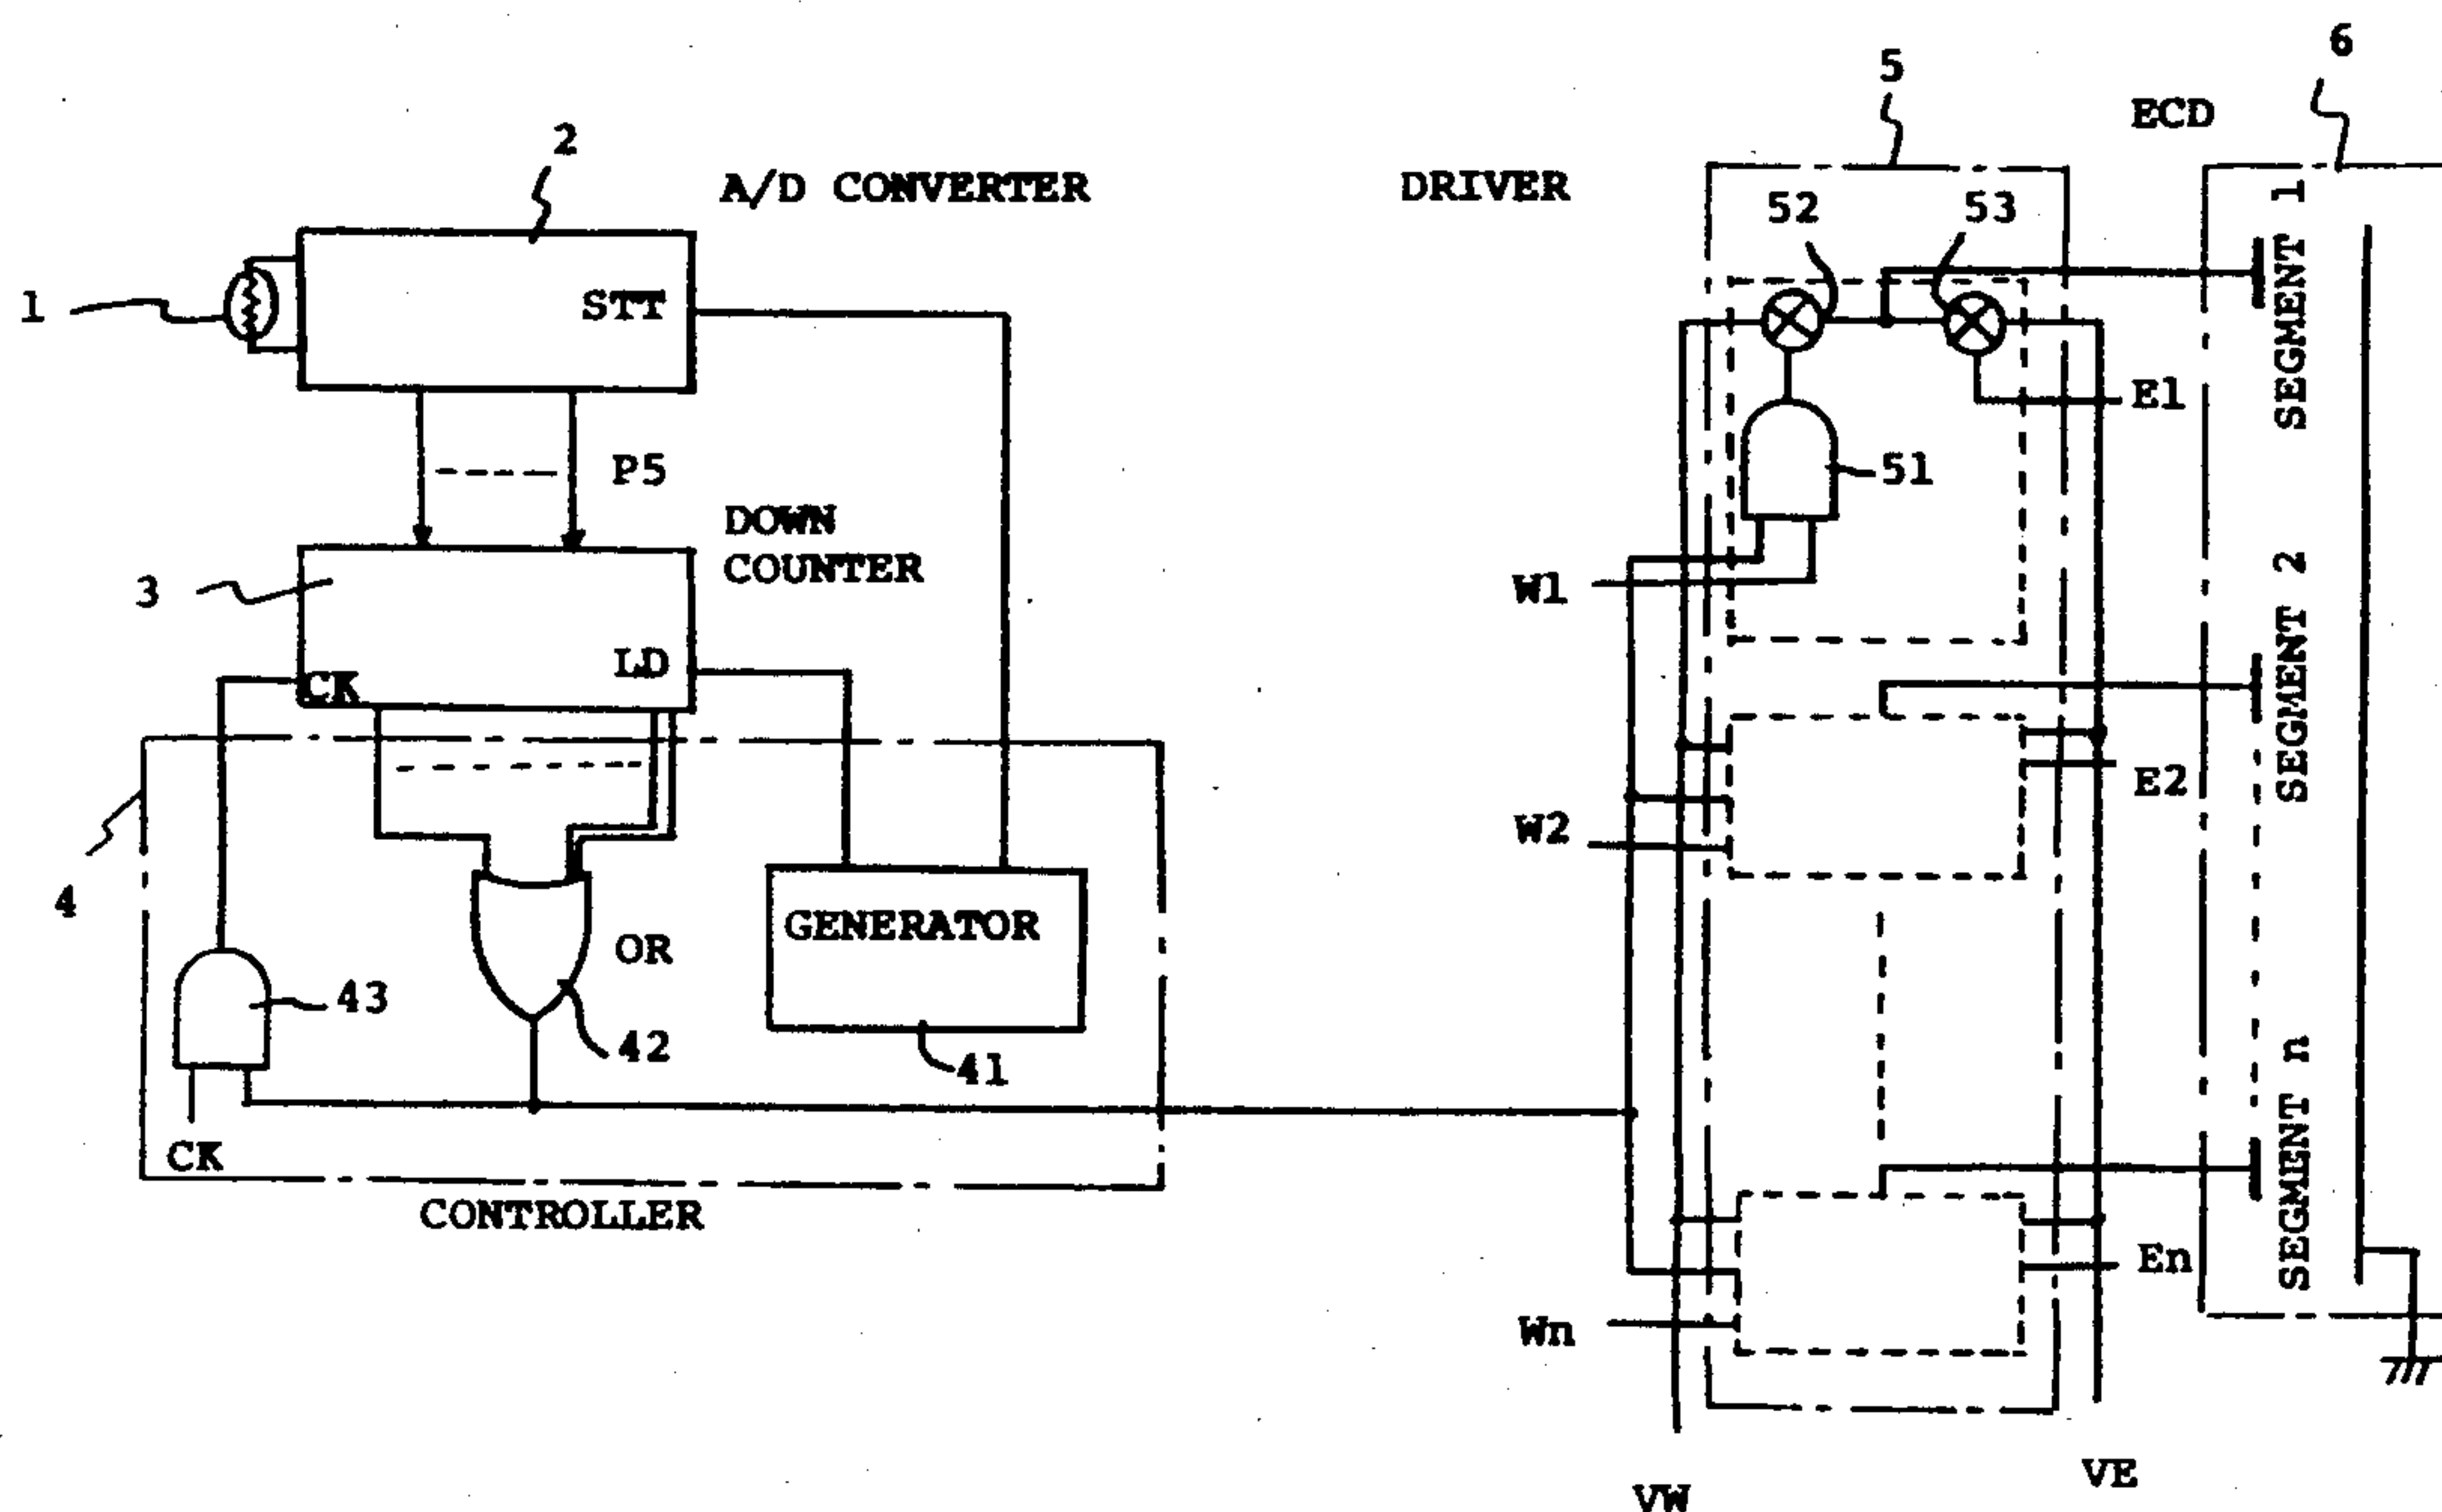 6
5
ECD
2
A/D CONVERTER
DRIVER
52
53
SEGMENT 1
1
STT
E1
P5
51
DOWN
COUNTER
3
W1
SEGMENT 2
LD
CK
E2
W2
4
GENERATOR
OR
43
42
41
SEGMENT n
CK
CONTROLLER
En
Wn
VE
VW